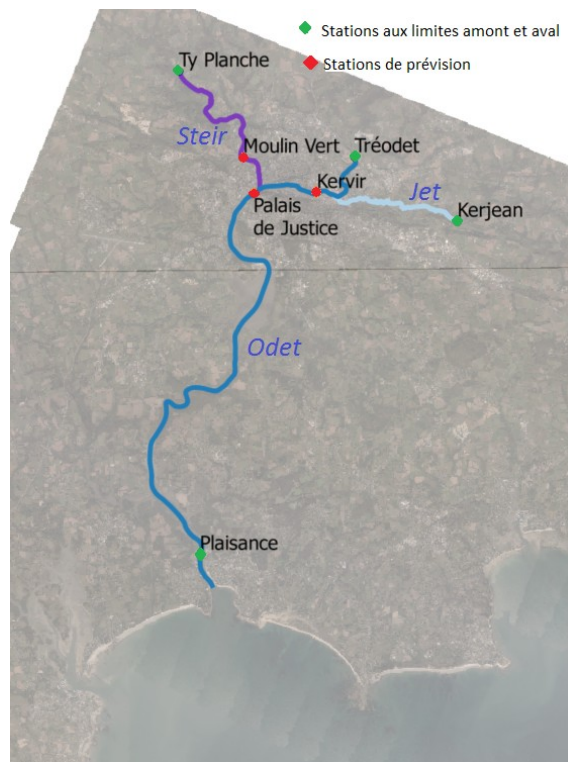 Stations aux limites amont et aval
Stations de prévision
Ty Planche
Steir
Moulin Vert
Tréodet
Kervir
Jet
Palais
de Justice
Kerjean
Odet
Plaisance